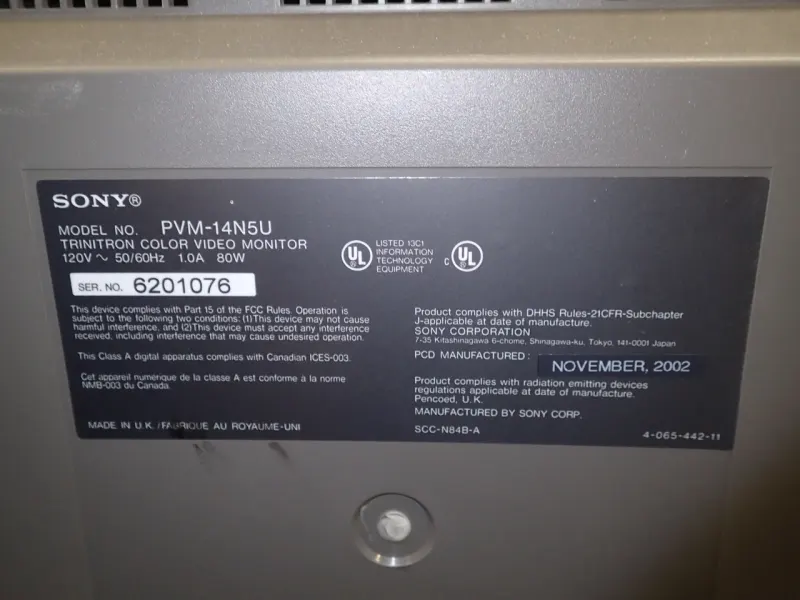 SONY®
MODEL NO. PVM-14N5U
TRINITRON COLOR VIDEO MONITOR
120V ~ 50/60Hz 1.0A 80W
SER. NO. 6201076
UL
LISTED 13C1
INFORMATION
TECHNOLOGY
EQUIPMENT
C UL
This device complies with Part 15 of the FCC Rules. Operation is
subject to the following two conditions: (1)This device may not cause
harmful interference, and (2)This device must accept any interference
received, including interference that may cause undesired operation.
This Class A digital apparatus complies with Canadian ICES-003.
Cet appareil numérique de la classe A est conforme à la norme
NMB-003 du Canada.
MADE IN U.K./FABRIQUE AU ROYAUME-UNI
Product complies with DHHS Rules-21CFR-Subchapter
J-applicable at date of manufacture.
SONY CORPORATION
7-35 Kitashinagawa 6-chome, Shinagawa-ku, Tokyo, 141-0001 Japan
PCD MANUFACTURED: NOVEMBER, 2002
Product complies with radiation emitting devices
regulations applicable at date of manufacture.
Pencoed, U.K.
MANUFACTURED BY SONY CORP.
SCC-N84B-A
4-065-442-11